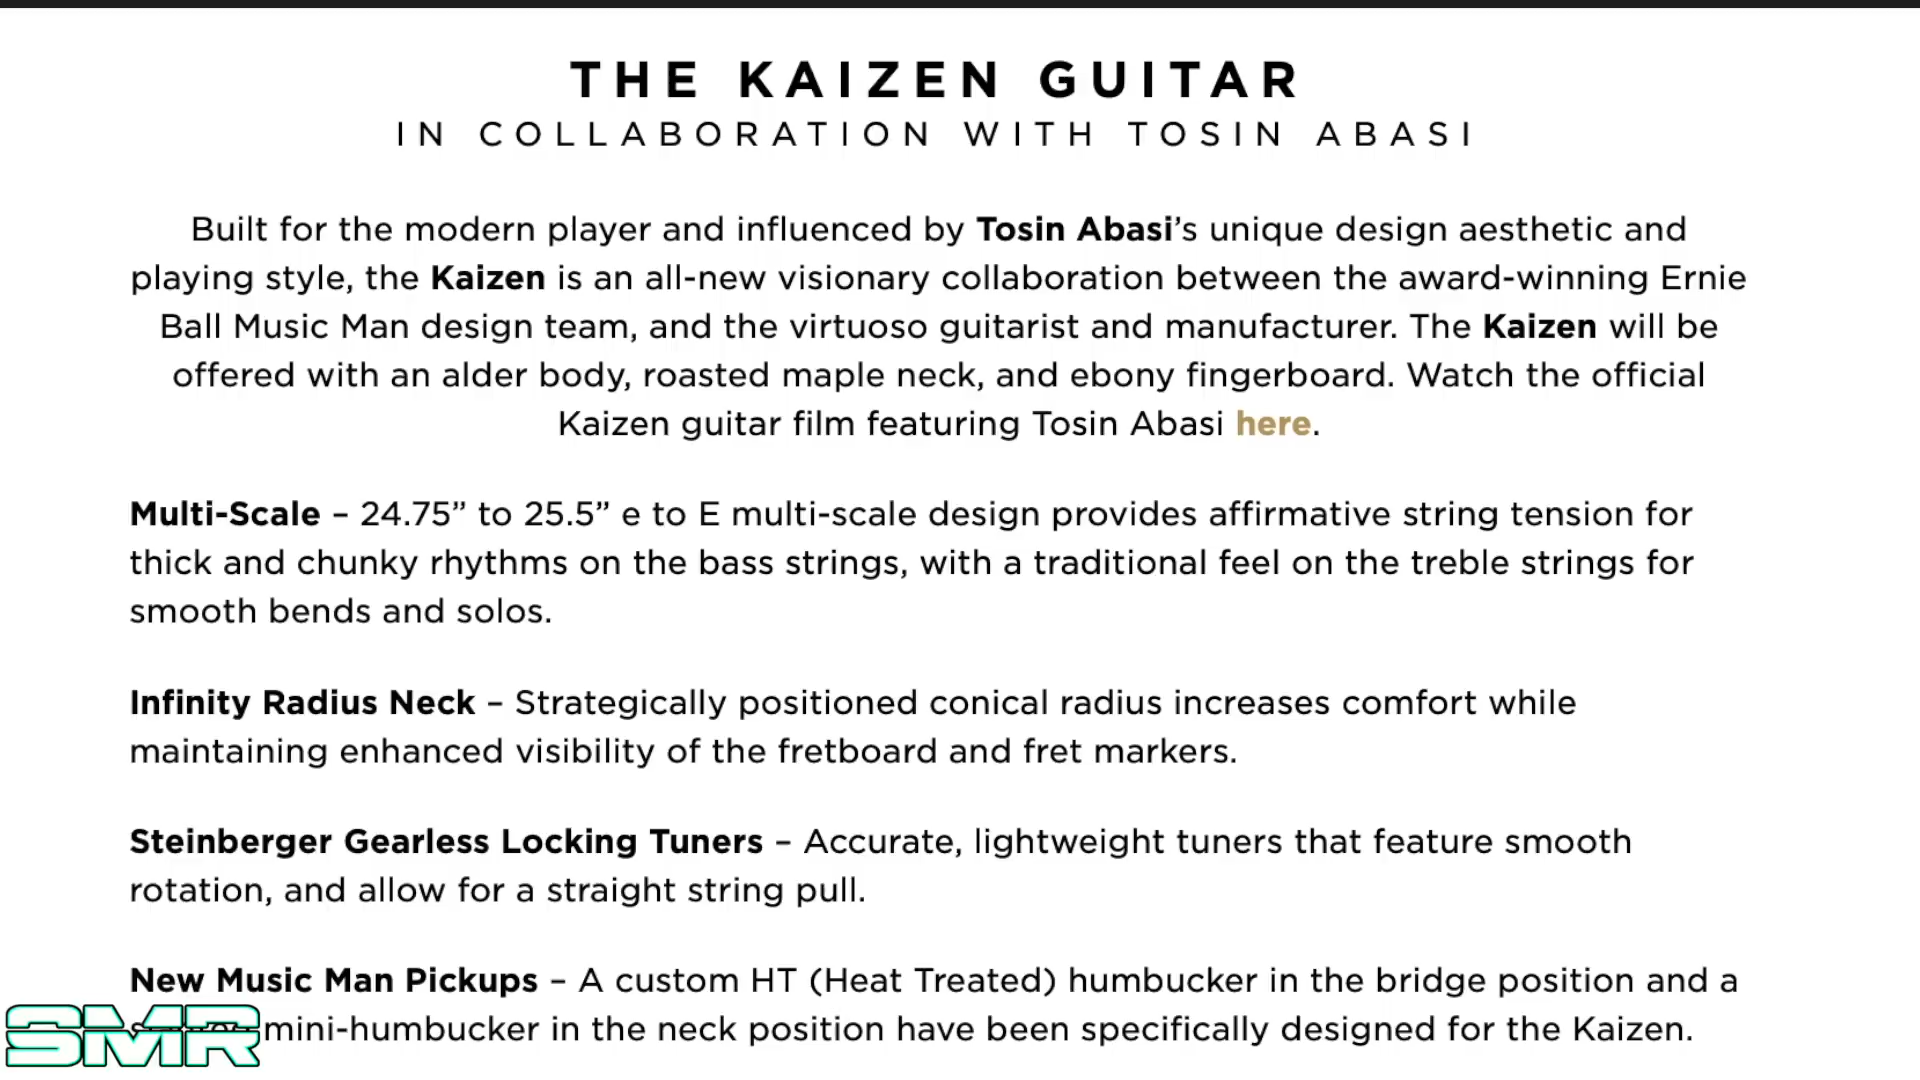 THE KAIZEN GUITAR
IN COLLABORATION WITH TOSIN ABASI
Built for the modern player and influenced by Tosin Abasi’s unique design aesthetic and
playing style, the Kaizen is an all-new visionary collaboration between the award-winning Ernie
Ball Music Man design team, and the virtuoso guitarist and manufacturer. The Kaizen will be
offered with an alder body, roasted maple neck, and ebony fingerboard. Watch the official
Kaizen guitar film featuring Tosin Abasi here.
Multi-Scale – 24.75” to 25.5” e to E multi-scale design provides affirmative string tension for
thick and chunky rhythms on the bass strings, with a traditional feel on the treble strings for
smooth bends and solos.
Infinity Radius Neck – Strategically positioned conical radius increases comfort while
maintaining enhanced visibility of the fretboard and fret markers.
Steinberger Gearless Locking Tuners – Accurate, lightweight tuners that feature smooth
rotation, and allow for a straight string pull.
New Music Man Pickups – A custom HT (Heat Treated) humbucker in the bridge position and a
mini-humbucker in the neck position have been specifically designed for the Kaizen.
SMR